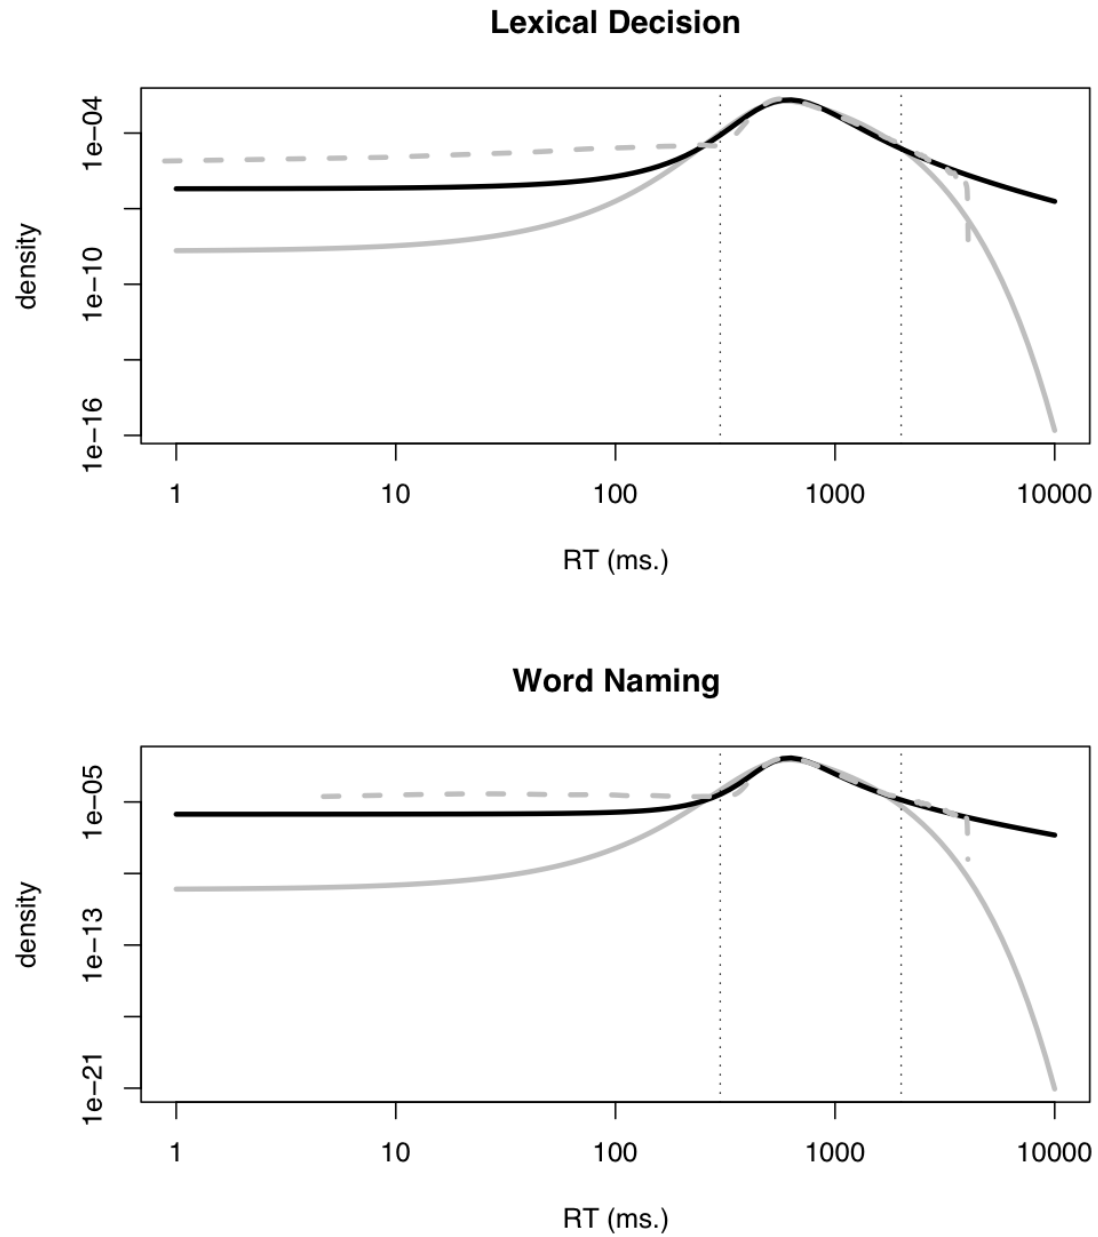 Lexical Decision
density
1e−04
1e−10
1e−16
1 10 100 1000 10000
RT (ms.)
Word Naming
density
1e−05
1e−13
1e−21
1 10 100 1000 10000
RT (ms.)